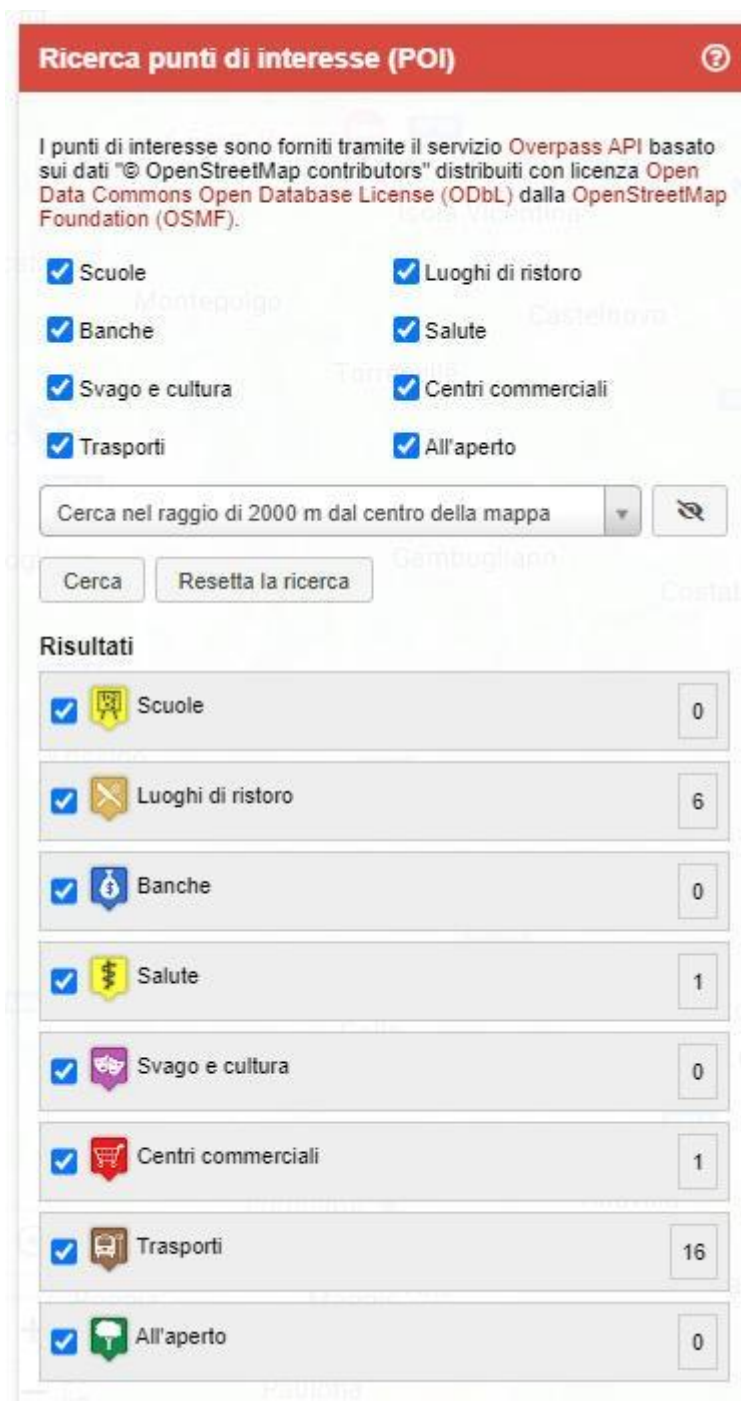 Ricerca punti di interesse (POI)
I punti di interesse sono forniti tramite il servizio Overpass API basato
sui dati "© OpenStreetMap contributors" distribuiti con licenza Open
Data Commons Open Database License (ODbL) dalla OpenStreetMap
Foundation (OSMF).
Isola Vicentina
Scuole Luoghi di ristoro
Castelnovo
Banche Salute
Svago e cultura Centri commerciali
Trasporti All'aperto
Cerca nel raggio di 2000 m dal centro della mappa
Gambugliano
Cerca Resetta la ricerca
Risultati
Scuole 0
Luoghi di ristoro 6
Banche 0
Salute 1
Svago e cultura 0
Centri commerciali 1
Trasporti 16
All'aperto 0